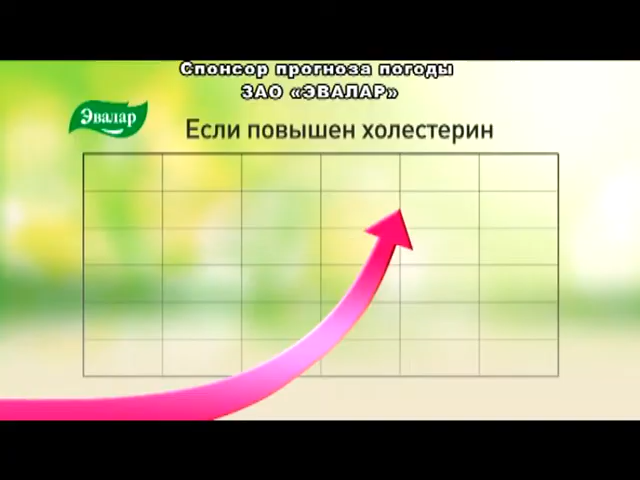 Спонсор прогноза погоды
ЗАО «ЭВАЛАР»
Эвалар
Если повышен холестерин